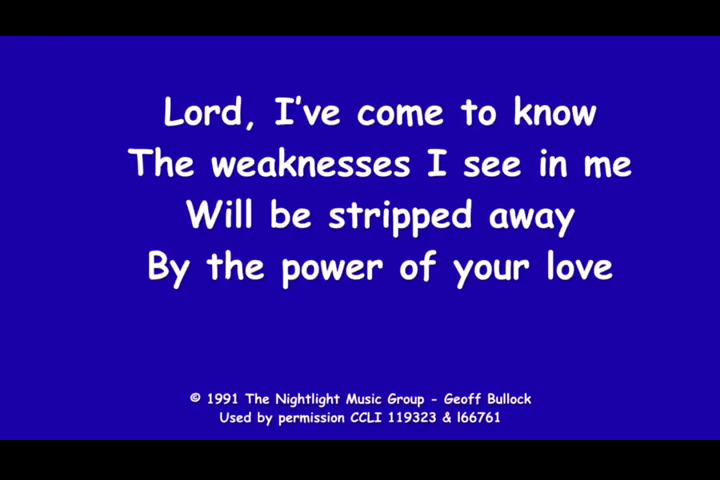 Lord, I've come to know
The weaknesses I see in me
Will be stripped away
By the power of your love
© 1991 The Nightlight Music Group - Geoff Bullock
Used by permission CCLI 119323 & l66761